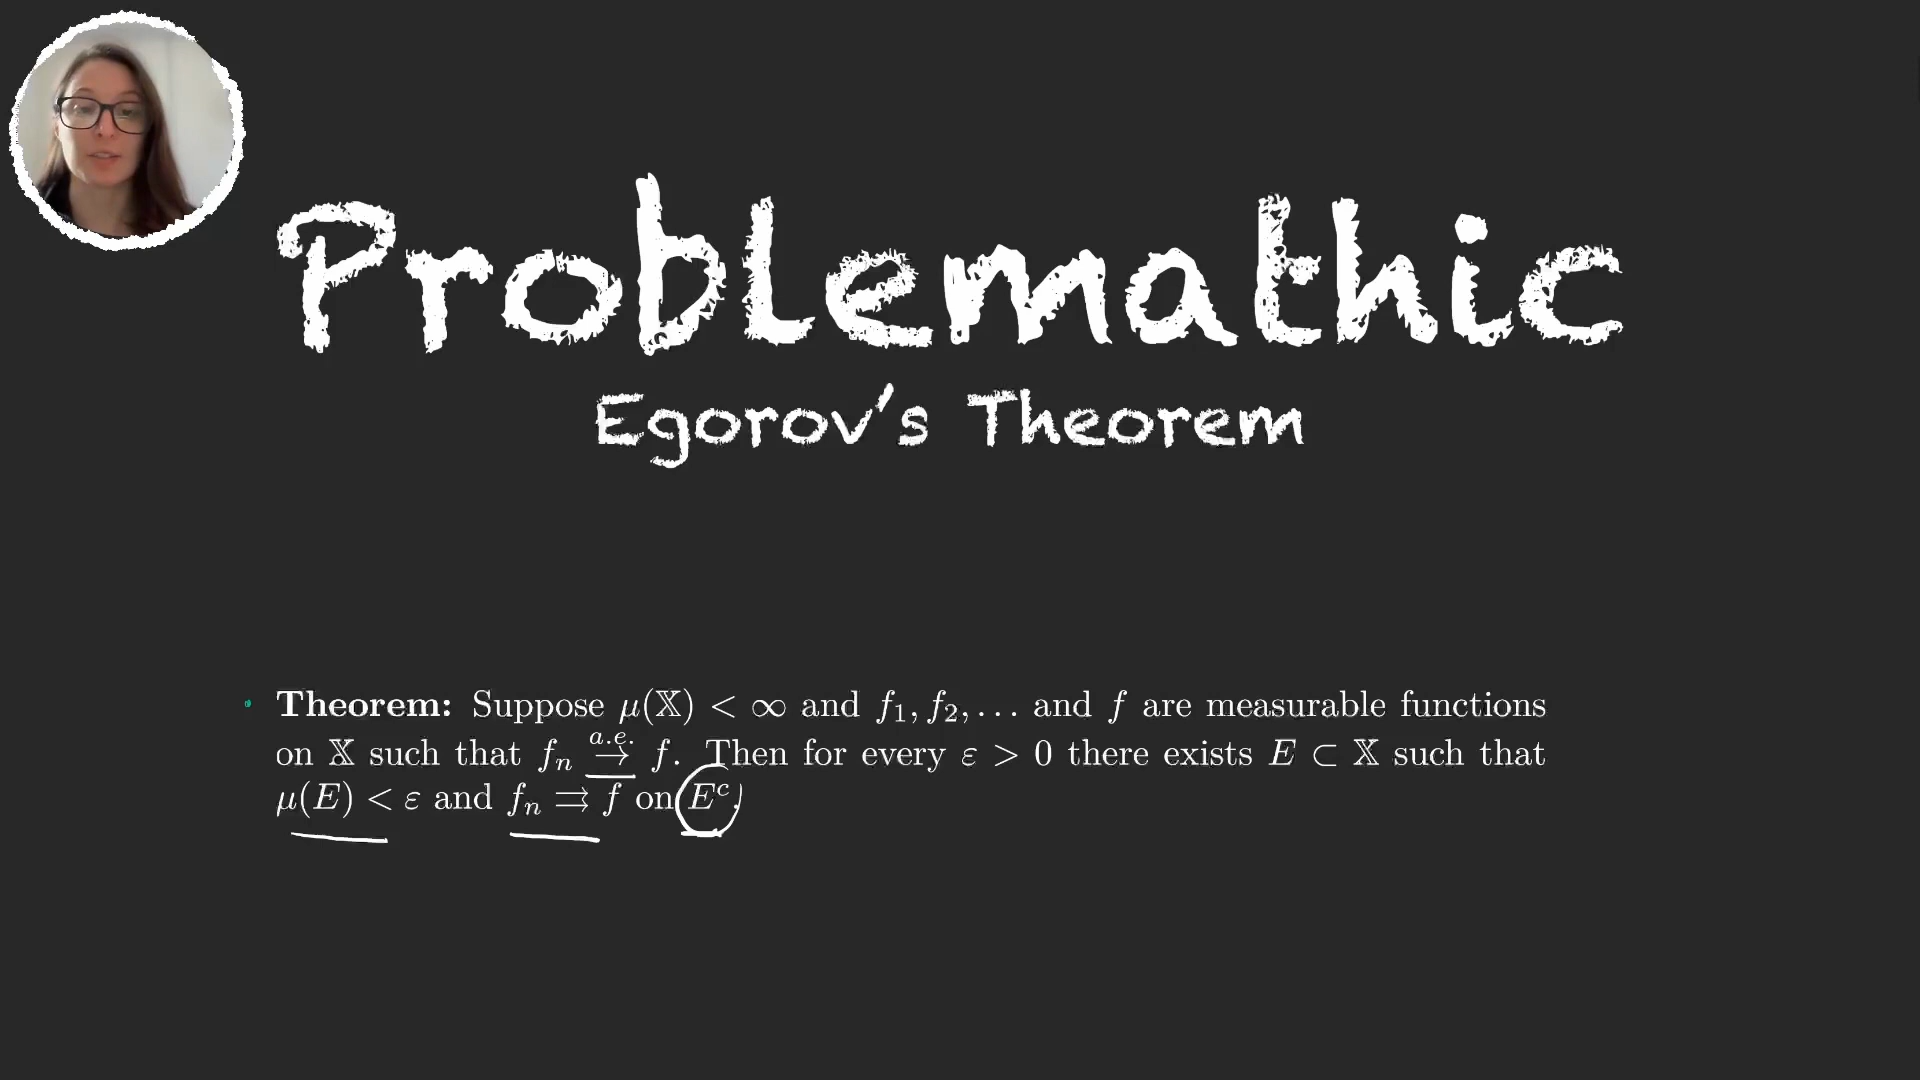 Problemathic
Egorov's Theorem
Theorem: Suppose μ(𝕏) < ∞ and f₁, f₂, … and f are measurable functions
on 𝕏 such that fₙ →^{a.e.} f. Then for every ε > 0 there exists E ⊂ 𝕏 such that
μ(E) < ε and fₙ ⇉ f on Eᶜ.